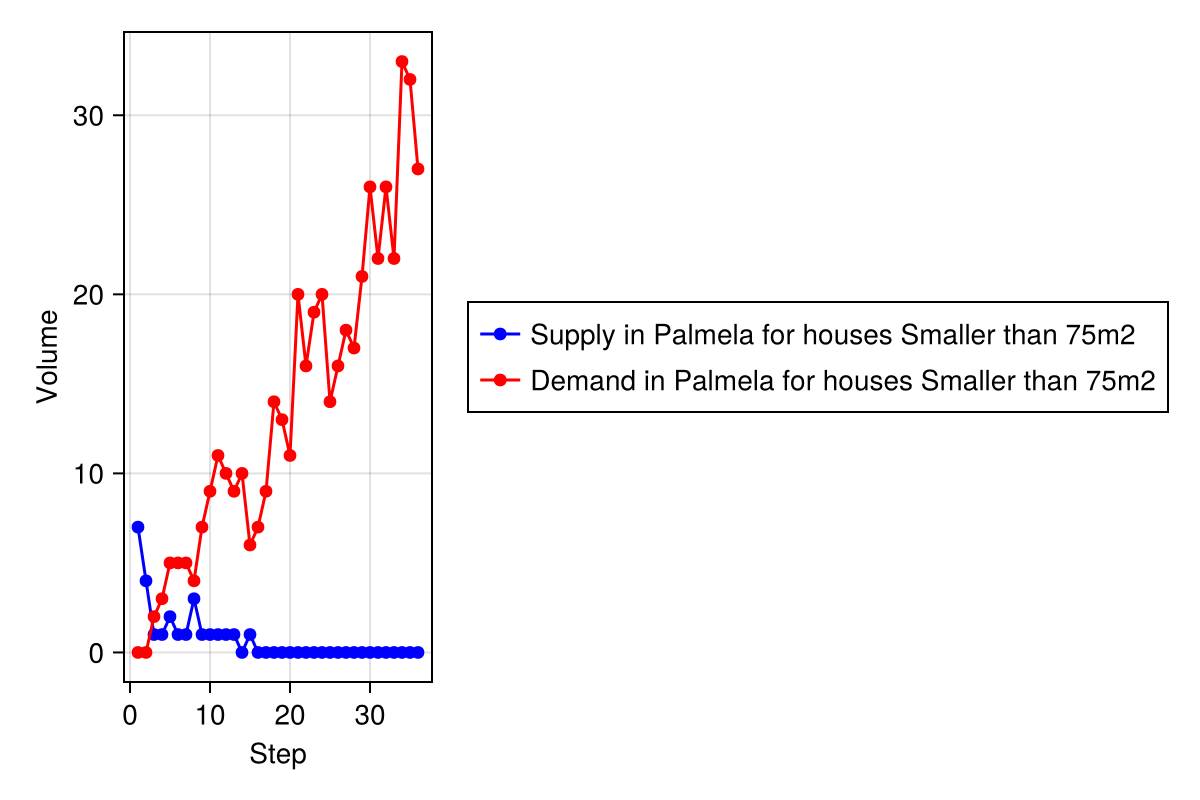 30
20
10
0
Volume
0 10 20 30
Step
Supply in Palmela for houses Smaller than 75m2
Demand in Palmela for houses Smaller than 75m2